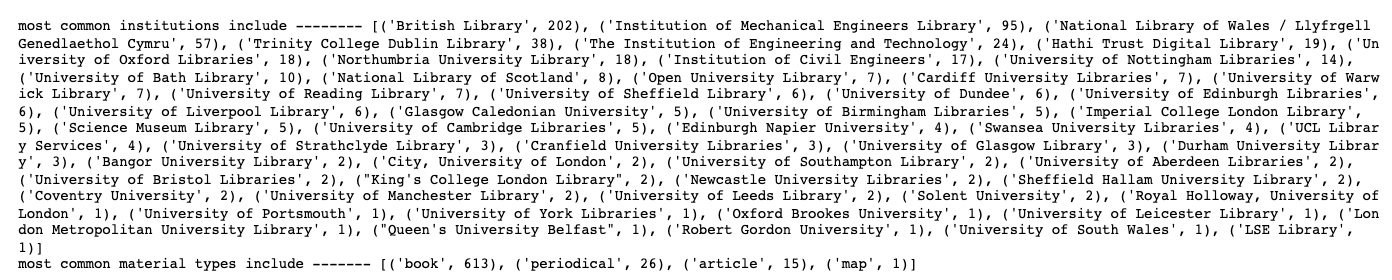 most common institutions include -------- [('British Library', 202), ('Institution of Mechanical Engineers Library', 95), ('National Library of Wales / Llyfrgell
Genedlaethol Cymru', 57), ('Trinity College Dublin Library', 38), ('The Institution of Engineering and Technology', 24), ('Hathi Trust Digital Library', 19), ('Un
iversity of Oxford Libraries', 18), ('Northumbria University Library', 18), ('Institution of Civil Engineers', 17), ('University of Nottingham Libraries', 14),
('University of Bath Library', 10), ('National Library of Scotland', 8), ('Open University Library', 7), ('Cardiff University Libraries', 7), ('University of Warw
ick Library', 7), ('University of Reading Library', 7), ('University of Sheffield Library', 6), ('University of Dundee', 6), ('University of Edinburgh Libraries',
6), ('University of Liverpool Library', 6), ('Glasgow Caledonian University', 5), ('University of Birmingham Libraries', 5), ('Imperial College London Library',
5), ('Science Museum Library', 5), ('University of Cambridge Libraries', 5), ('Edinburgh Napier University', 4), ('Swansea University Libraries', 4), ('UCL Librar
y Services', 4), ('University of Strathclyde Library', 3), ('Cranfield University Libraries', 3), ('University of Glasgow Library', 3), ('Durham University Librar
y', 3), ('Bangor University Library', 2), ('City, University of London', 2), ('University of Southampton Library', 2), ('University of Aberdeen Libraries', 2),
('University of Bristol Libraries', 2), ("King's College London Library", 2), ('Newcastle University Libraries', 2), ('Sheffield Hallam University Library', 2),
('Coventry University', 2), ('University of Manchester Library', 2), ('University of Leeds Library', 2), ('Solent University', 2), ('Royal Holloway, University of
London', 1), ('University of Portsmouth', 1), ('University of York Libraries', 1), ('Oxford Brookes University', 1), ('University of Leicester Library', 1), ('Lon
don Metropolitan University Library', 1), ("Queen's University Belfast", 1), ('Robert Gordon University', 1), ('University of South Wales', 1), ('LSE Library',
1)]
most common material types include ------- [('book', 613), ('periodical', 26), ('article', 15), ('map', 1)]